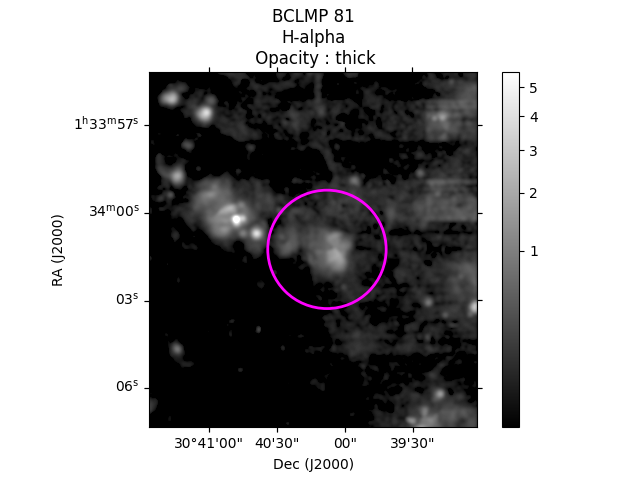 BCLMP 81
H-alpha
Opacity : thick
1ʰ33ᵐ57ˢ
34ᵐ00ˢ
03ˢ
06ˢ
RA (J2000)
30°41'00" 40'30" 00" 39'30"
Dec (J2000)
5
4
3
2
1